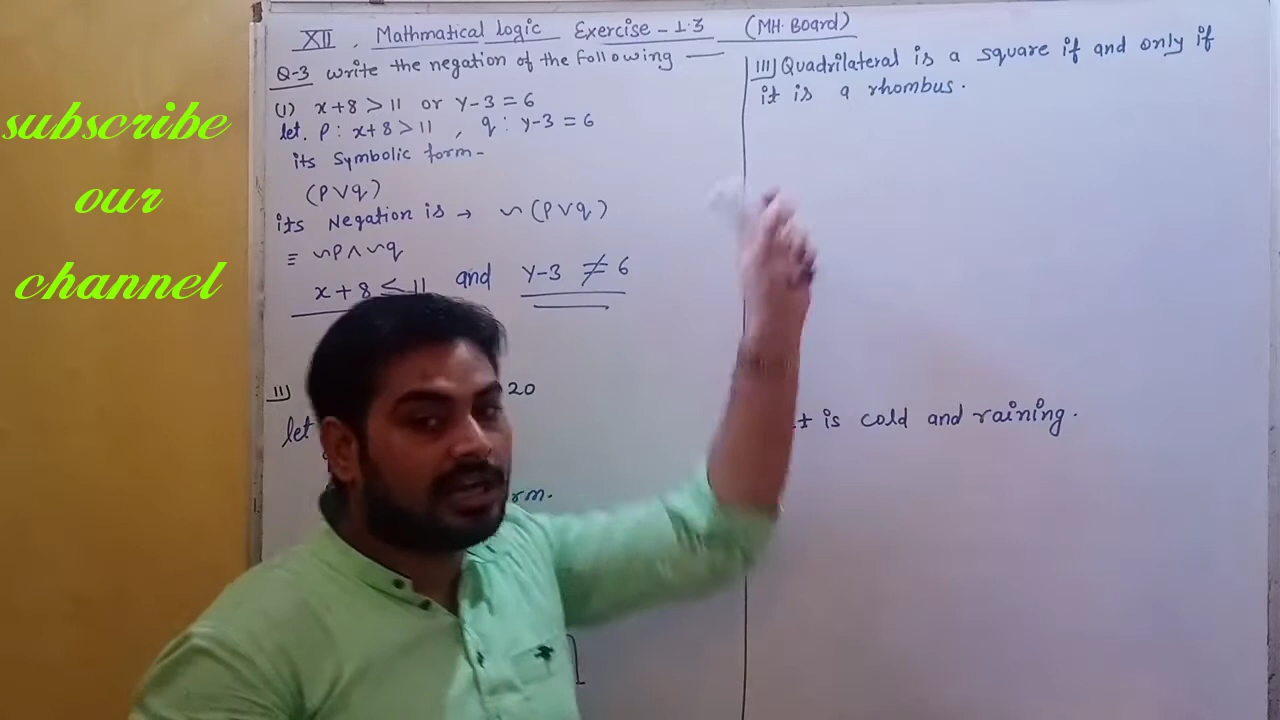 subscribe
our
channel
XII . Mathmatical logic Exercise - 1.3 (MH. Board)
Q-3 write the negation of the following —
(1) x+8 > 11 or y-3 = 6
let. p : x+8 > 11 , q : y-3 = 6
its symbolic form -
(p∨q)
its Negation is → ~(p∨q)
≡ ~p∧~q
x+8 ≤ 11 and y-3 ≠ 6
II) 20
let
rm.
III) Quadrilateral is a square if and only if
it is a rhombus.
is cold and raining.